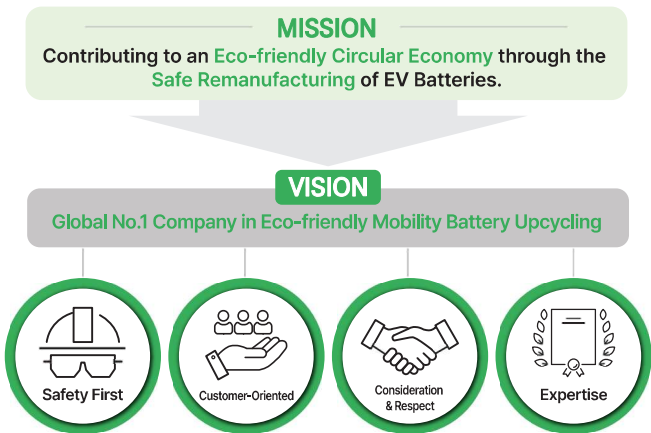 MISSION
Contributing to an Eco-friendly Circular Economy through the
Safe Remanufacturing of EV Batteries.
VISION
Global No.1 Company in Eco-friendly Mobility Battery Upcycling
Safety First
Customer-Oriented
Consideration
& Respect
Expertise